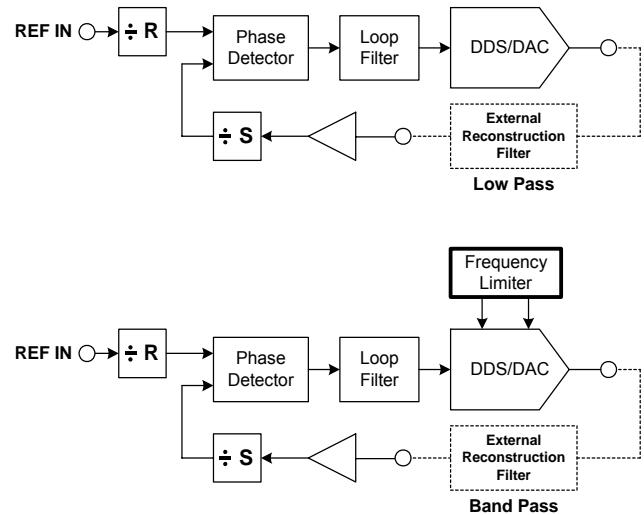 REF IN
÷ R
Phase
Detector
Loop
Filter
DDS/DAC
÷ S
External
Reconstruction
Filter
Low Pass
Frequency
Limiter
REF IN
÷ R
Phase
Detector
Loop
Filter
DDS/DAC
÷ S
External
Reconstruction
Filter
Band Pass